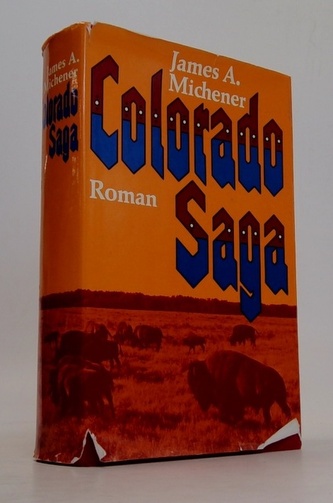 James A.
Michener
Colorado
Saga
James A.
Michener
Colorado
Saga
Roman